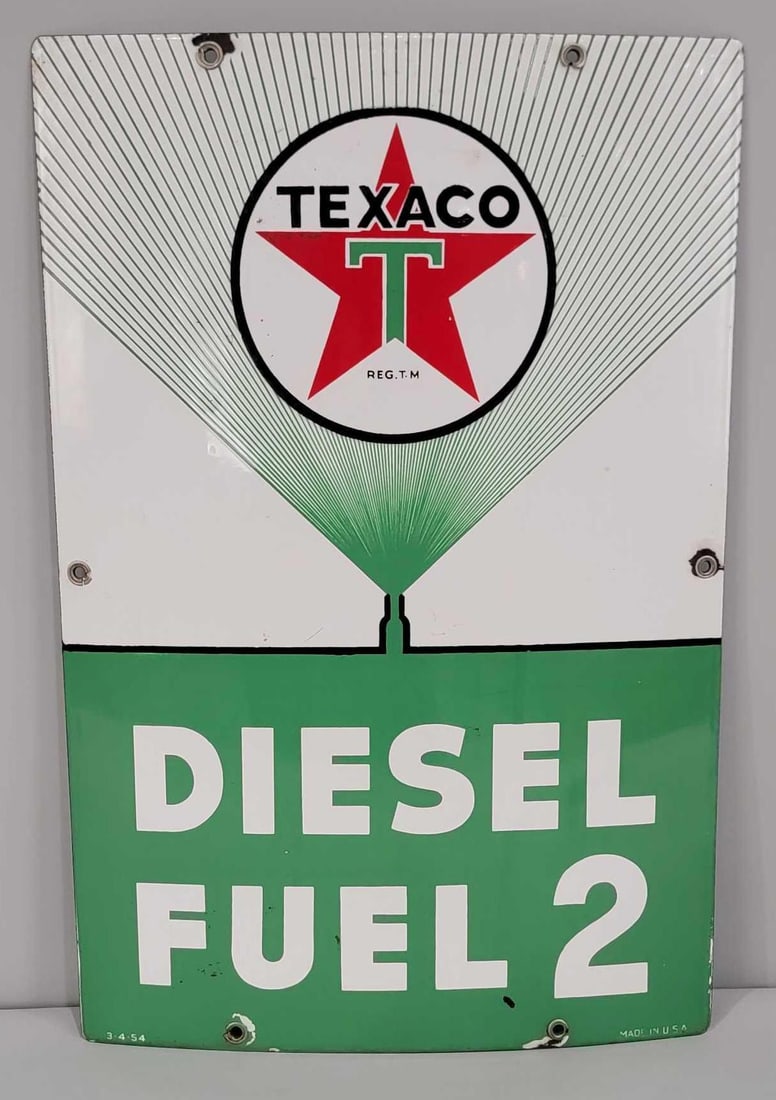 TEXACO
T
REG. T-M
DIESEL
FUEL 2
3-4-54
MADE IN U.S.A